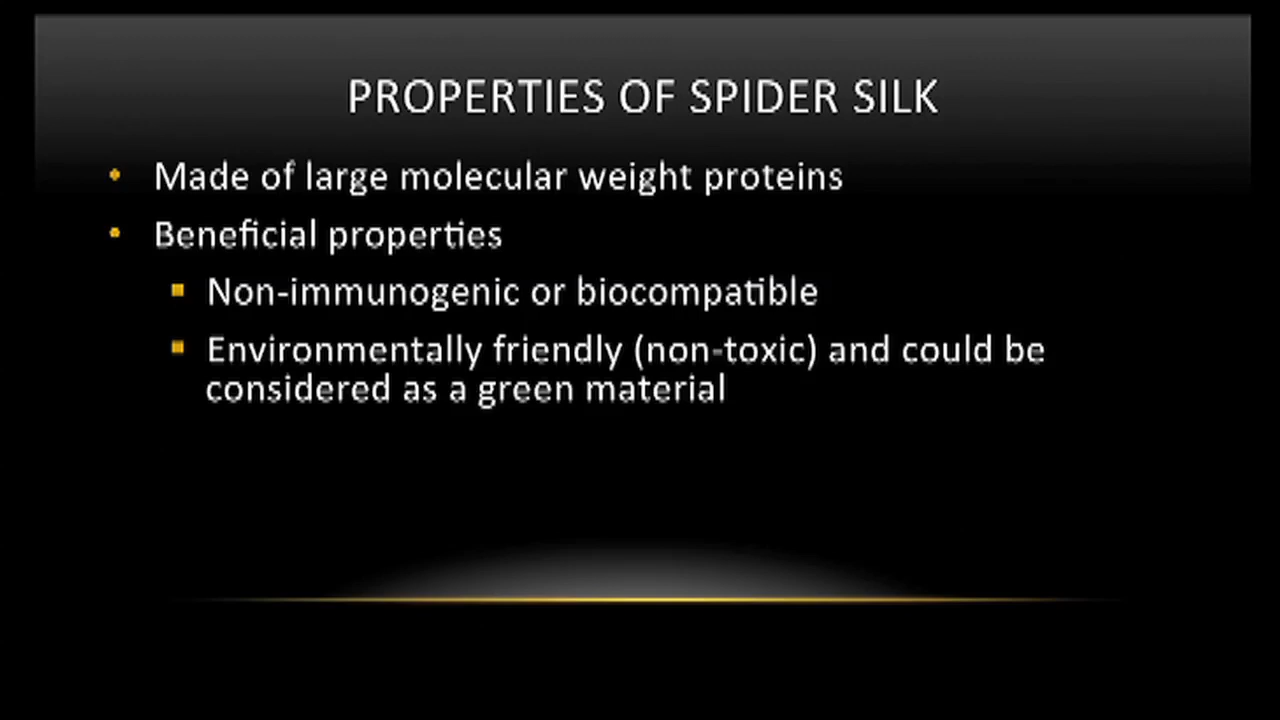 PROPERTIES OF SPIDER SILK
• Made of large molecular weight proteins
• Beneficial properties
▪ Non-immunogenic or biocompatible
▪ Environmentally friendly (non-toxic) and could be
considered as a green material